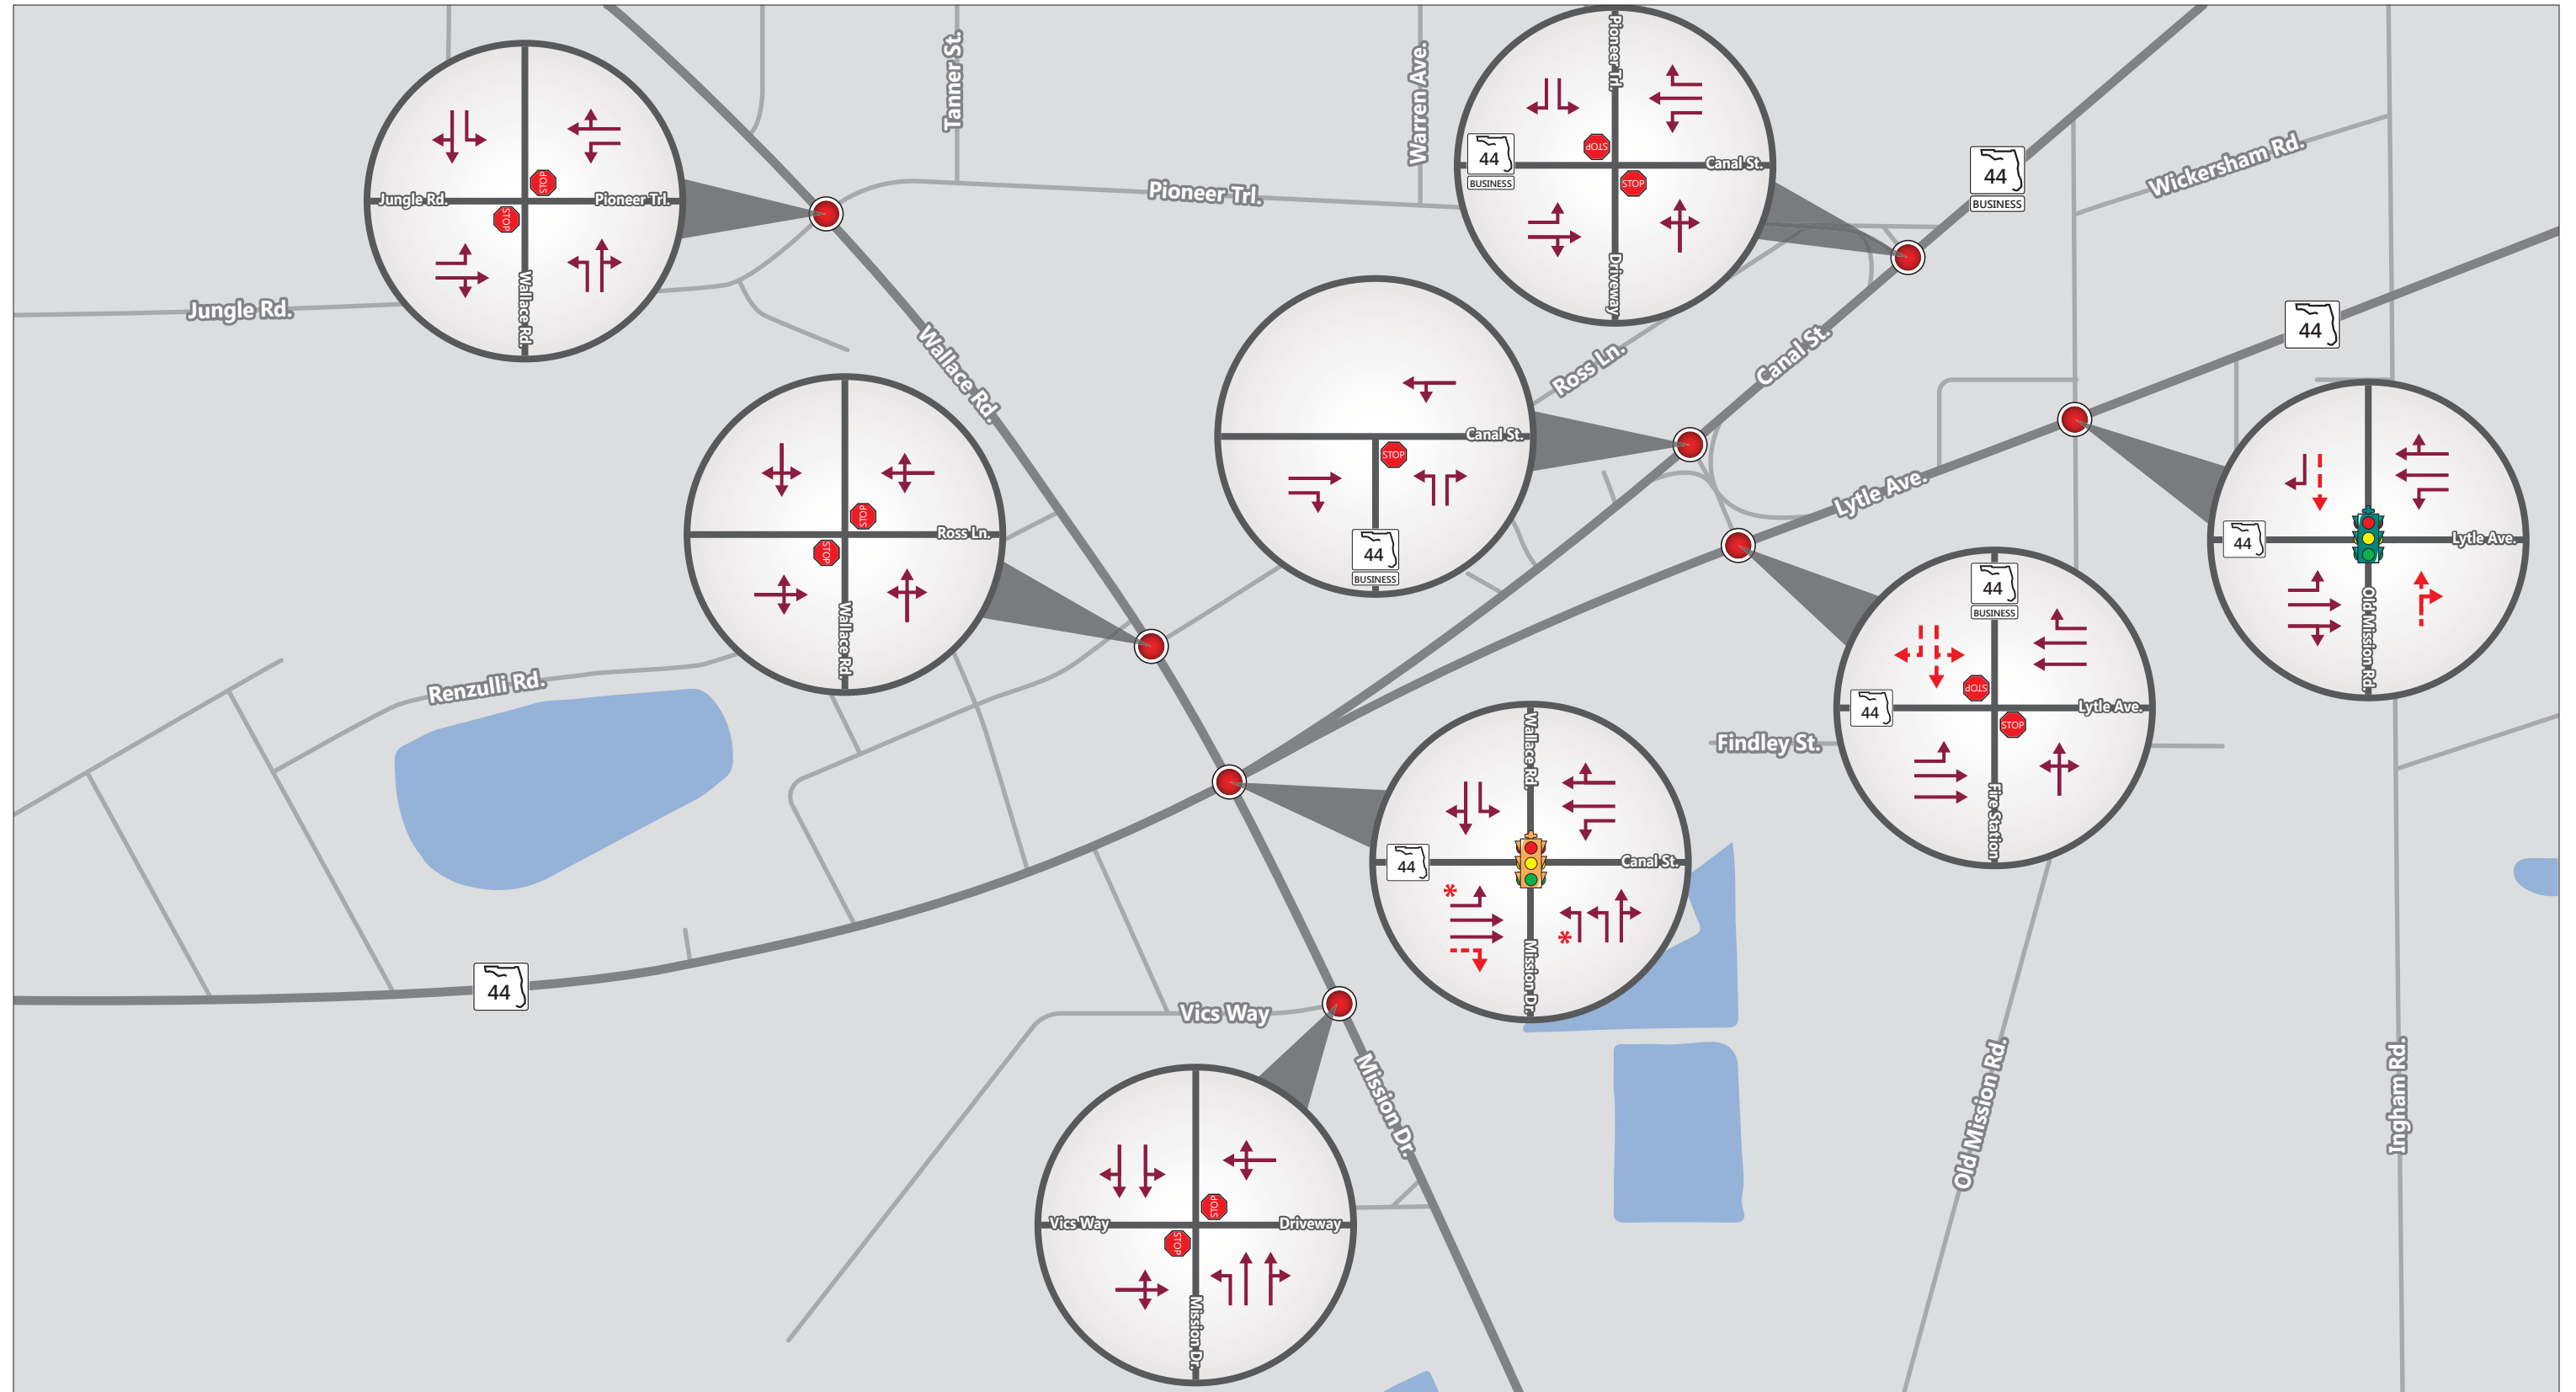 Tanner St.
Warren Ave.
Pioneer Trl.
Canal St.
44
BUSINESS
STOP
STOP
Driveway
Jungle Rd.
Pioneer Trl.
STOP
STOP
Wallace Rd.
44
BUSINESS
Wickersham Rd.
Pioneer Trl.
Jungle Rd.
44
Wallace Rd.
Ross Ln.
Canal St.
Canal St.
STOP
44
BUSINESS
Lytle Ave.
44
Lytle Ave.
Old Mission Rd.
Ross Ln.
STOP
STOP
Wallace Rd.
44
BUSINESS
STOP
44
Lytle Ave.
STOP
Fire Station
Renzulli Rd.
Findley St.
Wallace Rd.
44
Canal St.
*
*
Mission Dr.
44
Vics Way
Mission Dr.
Old Mission Rd.
Ingham Rd.
STOP
Vics Way
Driveway
STOP
Mission Dr.